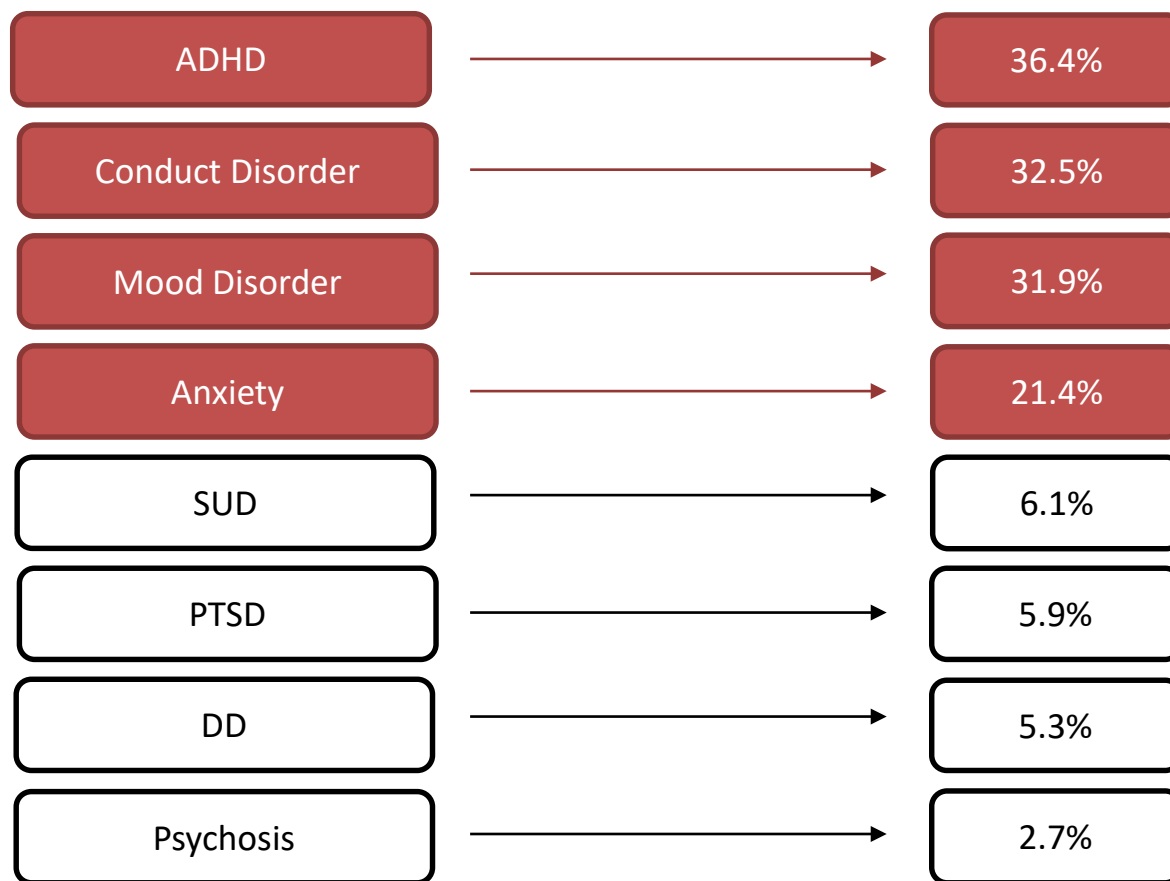 ADHD 36.4%
Conduct Disorder 32.5%
Mood Disorder 31.9%
Anxiety 21.4%
SUD 6.1%
PTSD 5.9%
DD 5.3%
Psychosis 2.7%